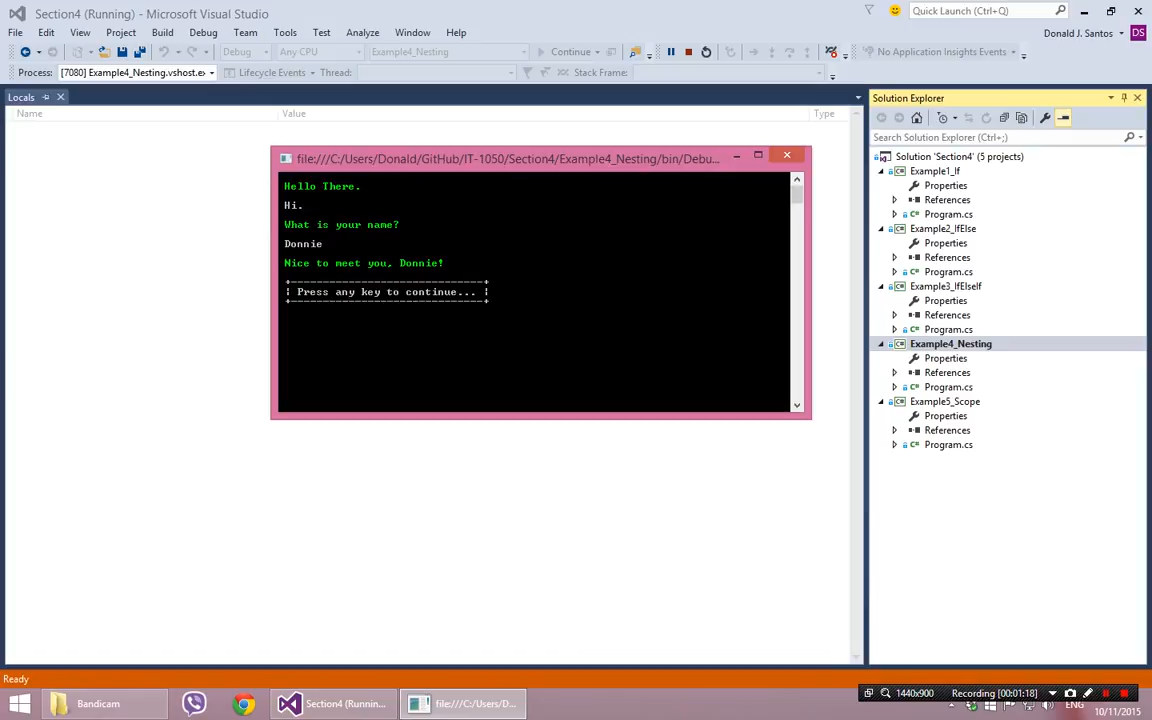 Section4 (Running) - Microsoft Visual Studio
Quick Launch (Ctrl+Q)
File Edit View Project Build Debug Team Tools Test Analyze Window Help
Donald J. Santos DS
Debug Any CPU Example4_Nesting Continue No Application Insights Events
Process: [7080] Example4_Nesting.vshost.ex Lifecycle Events Thread: Stack Frame:
Locals
Name Value Type
file:///C:/Users/Donald/GitHub/IT-1050/Section4/Example4_Nesting/bin/Debu...
Hello There.
Hi.
What is your name?
Donnie
Nice to meet you, Donnie!
Press any key to continue...
Solution Explorer
Search Solution Explorer (Ctrl+;)
Solution 'Section4' (5 projects)
Example1_If
Properties
References
Program.cs
Example2_IfElse
Properties
References
Program.cs
Example3_IfElseIf
Properties
References
Program.cs
Example4_Nesting
Properties
References
Program.cs
Example5_Scope
Properties
References
Program.cs
Ready
Bandicam
Section4 (Runnin...
file:///C:/Users/D...
1440x900 Recording [00:01:18]
ENG
10/11/2015